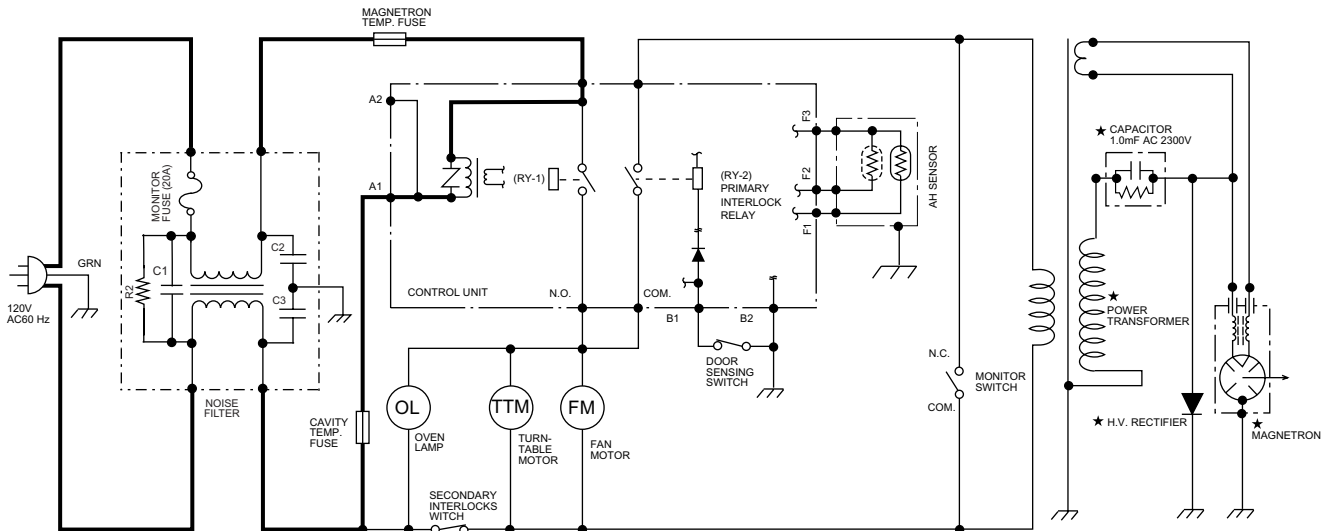 MAGNETRON
TEMP. FUSE
A2
F3
★ CAPACITOR
1.0mF AC 2300V
MONITOR
FUSE (20A)
A1
(RY-1)
(RY-2)
PRIMARY
INTERLOCK
RELAY
F2
AH SENSOR
F1
GRN
C1
C2
R2
C3
120V
AC60 Hz
CONTROL UNIT
N.O.
COM.
B1
B2
★
POWER
TRANSFORMER
DOOR
SENSING
SWITCH
N.C.
MONITOR
SWITCH
COM.
NOISE
FILTER
CAVITY
TEMP.
FUSE
OL
OVEN
LAMP
TTM
TURN-
TABLE
MOTOR
FM
FAN
MOTOR
★ H.V. RECTIFIER
★
MAGNETRON
SECONDARY
INTERLOCKS
WITCH